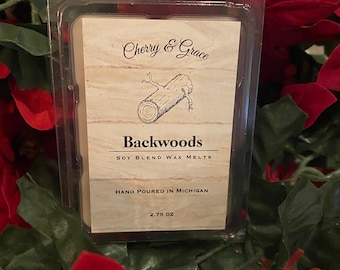 Cherry & Grace
Backwoods
Soy Blend Wax Melts
Hand Poured in Michigan
2.75 oz